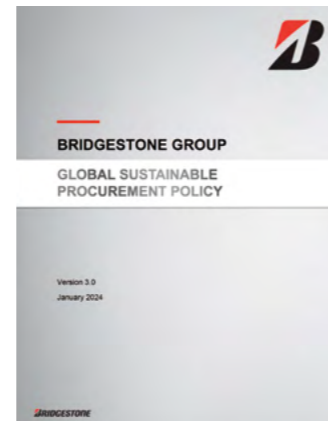 BRIDGESTONE GROUP
GLOBAL SUSTAINABLE
PROCUREMENT POLICY
Version 3.0
January 2024
BRIDGESTONE